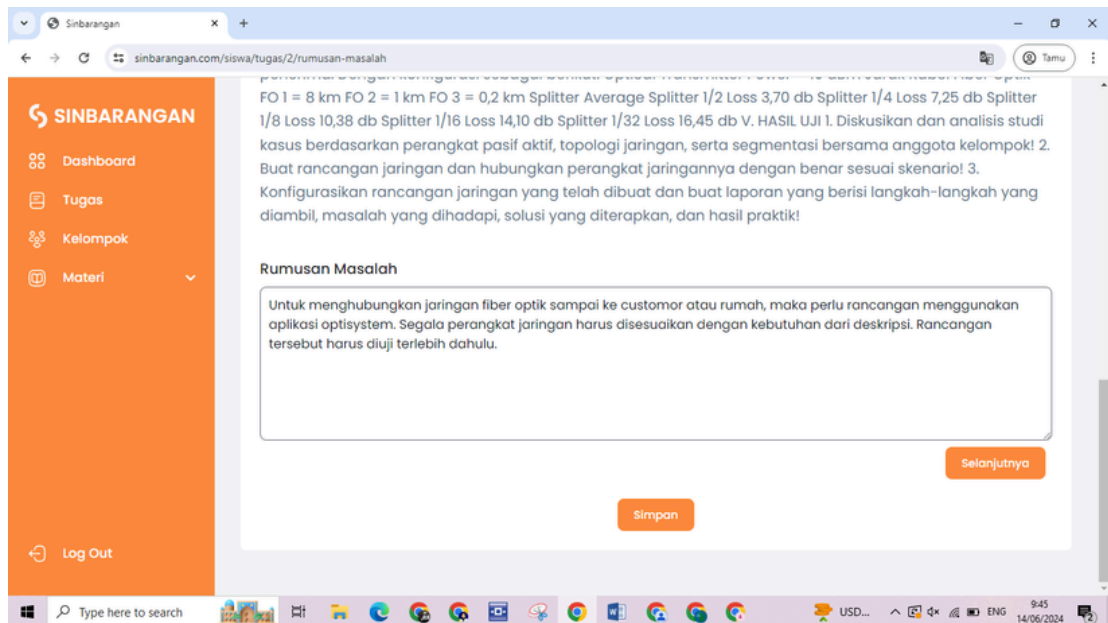 Sinbarangan
sinbarangan.com/siswa/tugas/2/rumusan-masalah
Tamu
SINBARANGAN
Dashboard
Tugas
Kelompok
Materi
Log Out
FO 1 = 8 km FO 2 = 1 km FO 3 = 0,2 km Splitter Average Splitter 1/2 Loss 3,70 db Splitter 1/4 Loss 7,25 db Splitter
1/8 Loss 10,38 db Splitter 1/16 Loss 14,10 db Splitter 1/32 Loss 16,45 db V. HASIL UJI 1. Diskusikan dan analisis studi
kasus berdasarkan perangkat pasif aktif, topologi jaringan, serta segmentasi bersama anggota kelompok! 2.
Buat rancangan jaringan dan hubungkan perangkat jaringannya dengan benar sesuai skenario! 3.
Konfigurasikan rancangan jaringan yang telah dibuat dan buat laporan yang berisi langkah-langkah yang
diambil, masalah yang dihadapi, solusi yang diterapkan, dan hasil praktik!
Rumusan Masalah
Untuk menghubungkan jaringan fiber optik sampai ke customor atau rumah, maka perlu rancangan menggunakan
aplikasi optisystem. Segala perangkat jaringan harus disesuaikan dengan kebutuhan dari deskripsi. Rancangan
tersebut harus diuji terlebih dahulu.
Selanjutnya
Simpan
Type here to search
USD...
ENG
9:45
14/06/2024